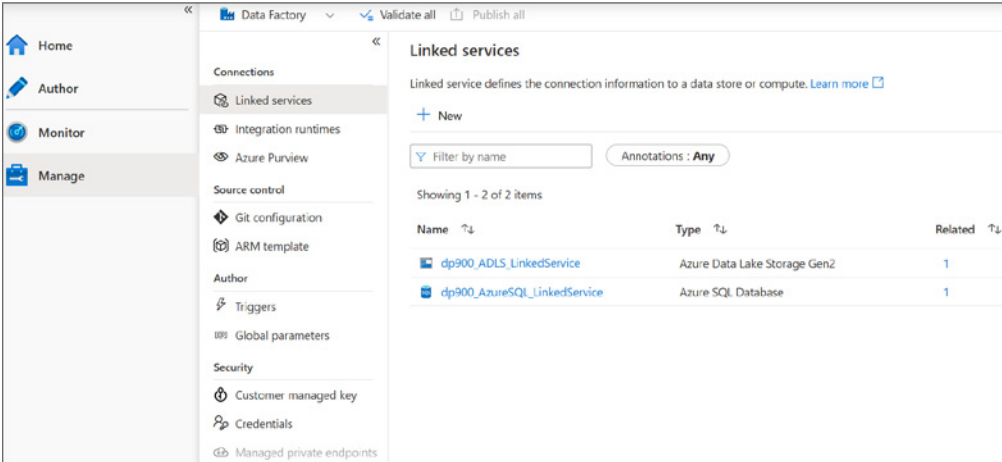 Data Factory
Validate all
Publish all
Home
Author
Monitor
Manage
Connections
Linked services
Integration runtimes
Azure Purview
Source control
Git configuration
ARM template
Author
Triggers
Global parameters
Security
Customer managed key
Credentials
Managed private endpoints
Linked services
Linked service defines the connection information to a data store or compute. Learn more
New
Filter by name
Annotations : Any
Showing 1 - 2 of 2 items
Name Type Related
dp900_ADLS_LinkedService Azure Data Lake Storage Gen2 1
dp900_AzureSQL_LinkedService Azure SQL Database 1